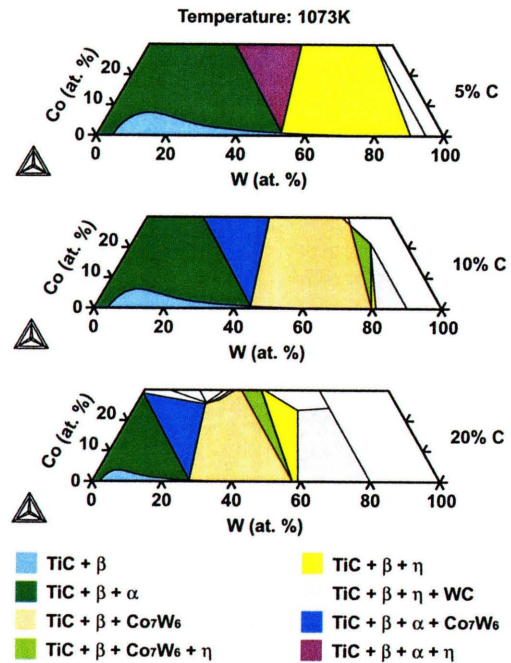 Temperature: 1073K
Co (at. %)
20
10
0
5% C
0 20 40 60 80 100
W (at. %)
Co (at. %)
20
10
0
10% C
0 20 40 60 80 100
W (at. %)
Co (at. %)
20
10
0
20% C
0 20 40 60 80 100
W (at. %)
TiC + β
TiC + β + α
TiC + β + Co₇W₆
TiC + β + Co₇W₆ + η
TiC + β + η
TiC + β + η + WC
TiC + β + α + Co₇W₆
TiC + β + α + η